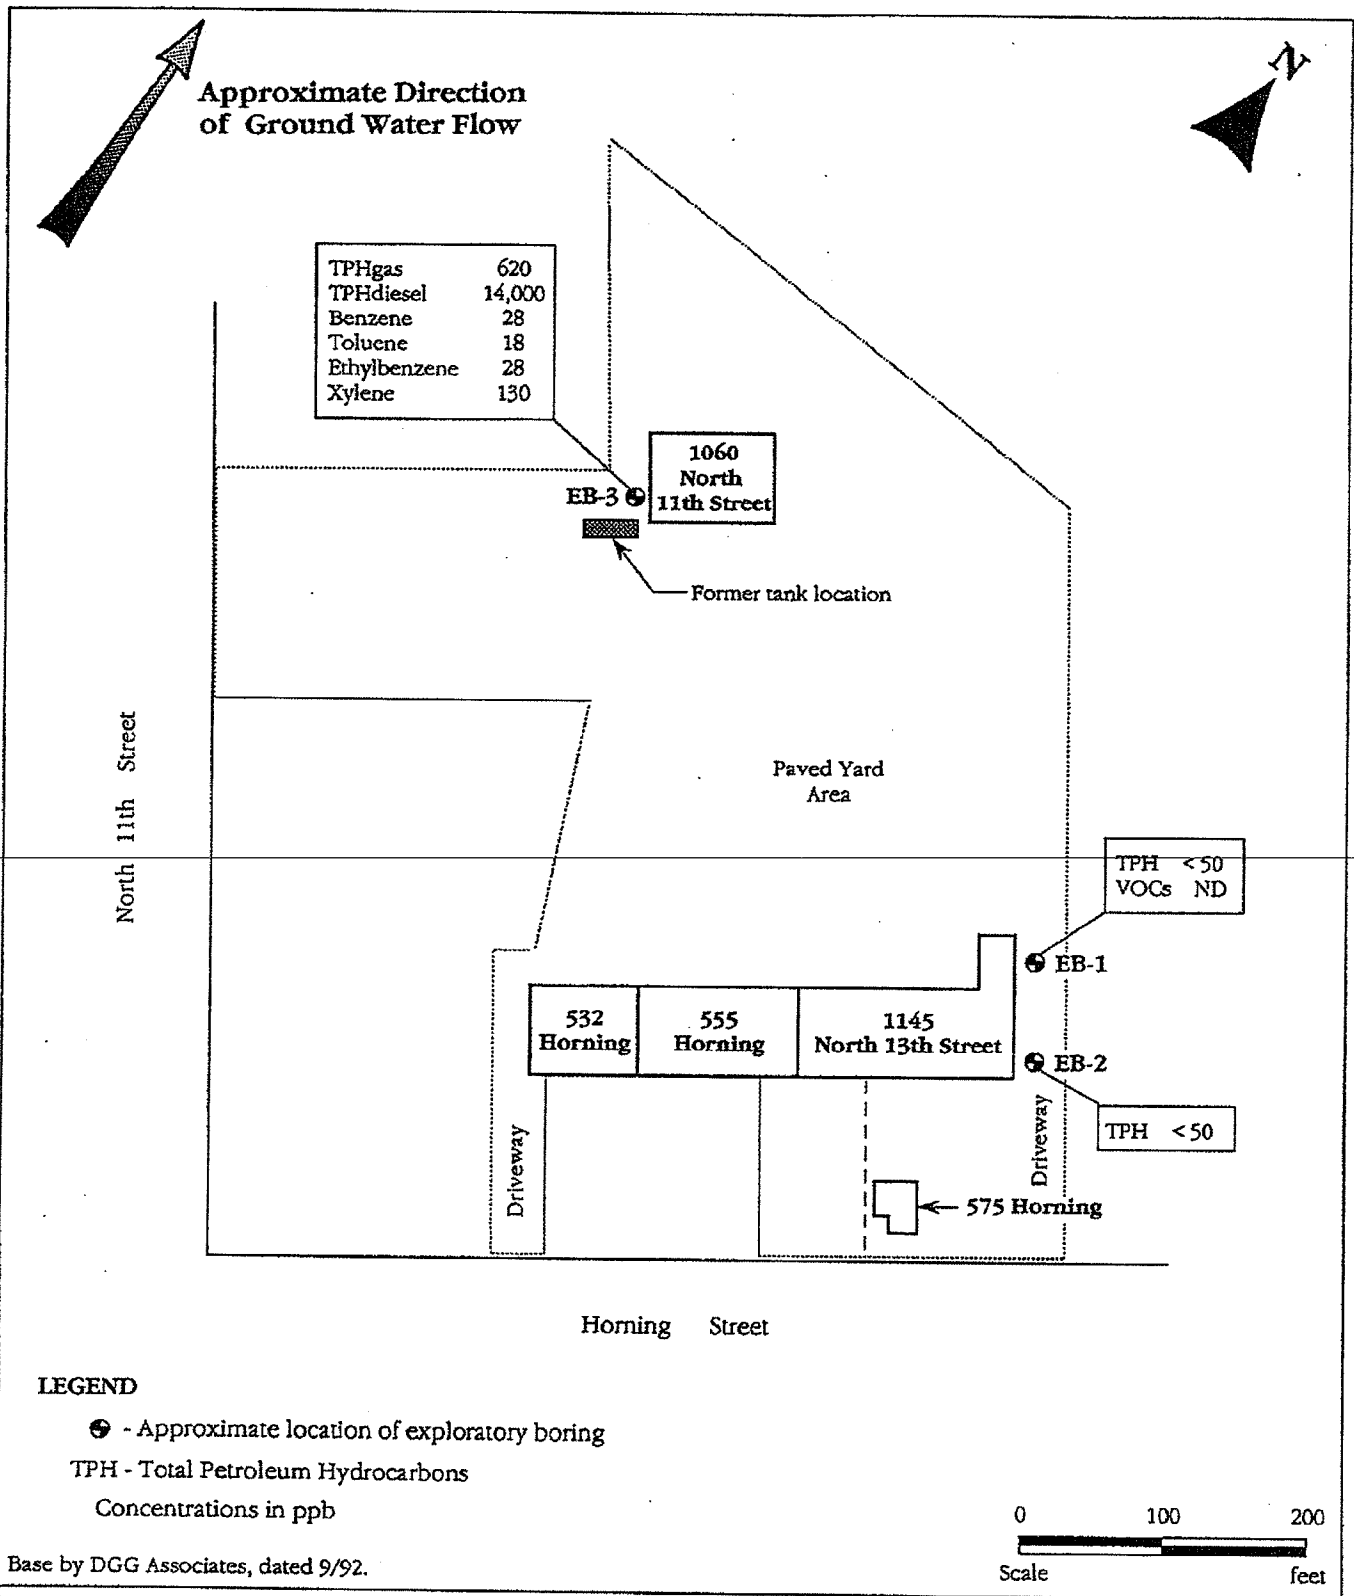 N
Approximate Direction
of Ground Water Flow
TPHgas 620
TPHdiesel 14,000
Benzene 28
Toluene 18
Ethylbenzene 28
Xylene 130
1060
North
11th Street
EB-3
Former tank location
North 11th Street
Paved Yard
Area
TPH <50
VOCs ND
EB-1
532
Horning
555
Horning
1145
North 13th Street
EB-2
TPH <50
Driveway
Driveway
575 Horning
Horning Street
LEGEND
- Approximate location of exploratory boring
TPH - Total Petroleum Hydrocarbons
Concentrations in ppb
0 100 200
Scale feet
Base by DGG Associates, dated 9/92.